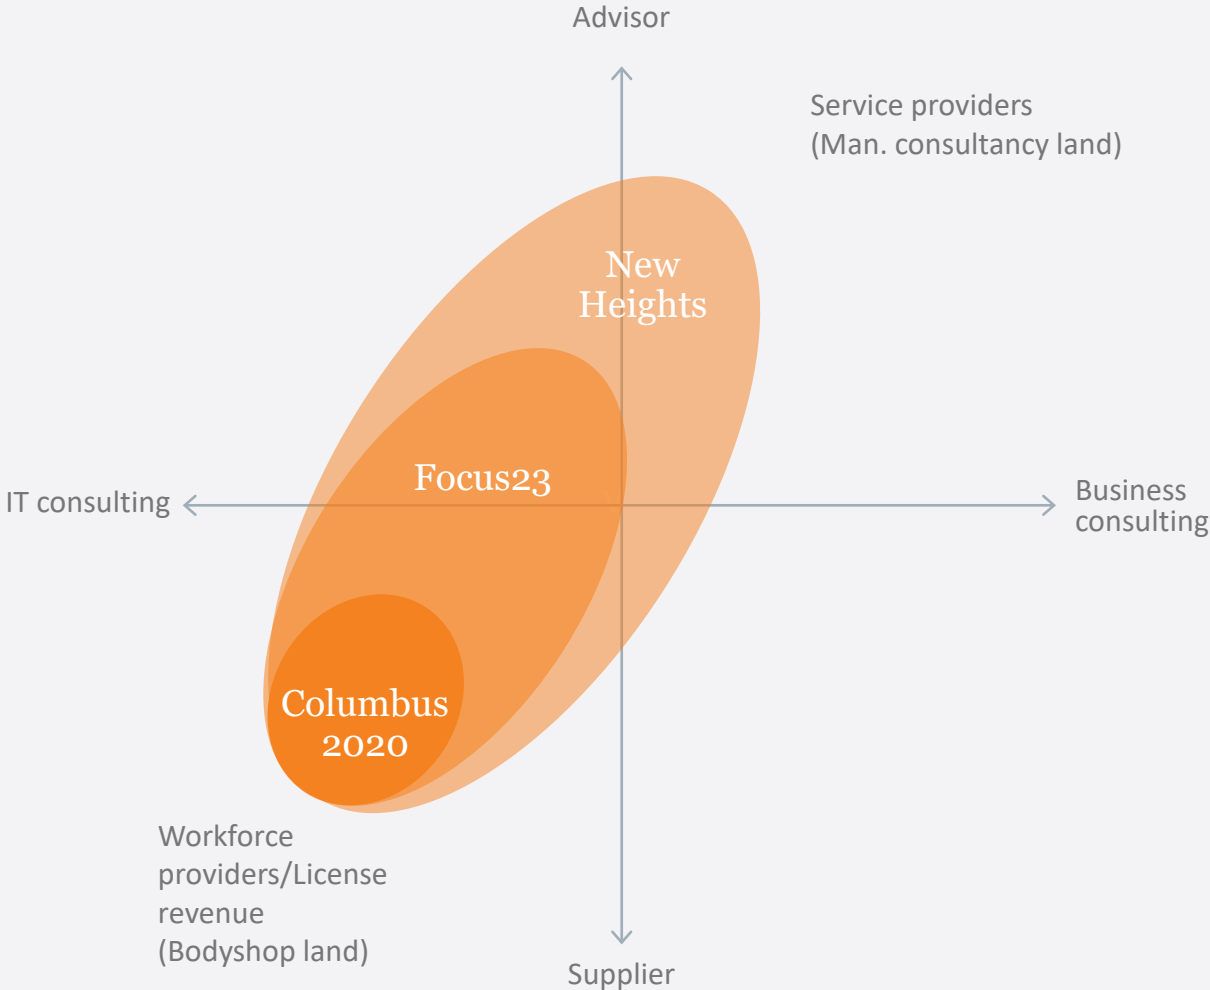 Advisor
Service providers
(Man. consultancy land)
New
Heights
Focus23
IT consulting
Business
consulting
Columbus
2020
Workforce
providers/License
revenue
(Bodyshop land)
Supplier